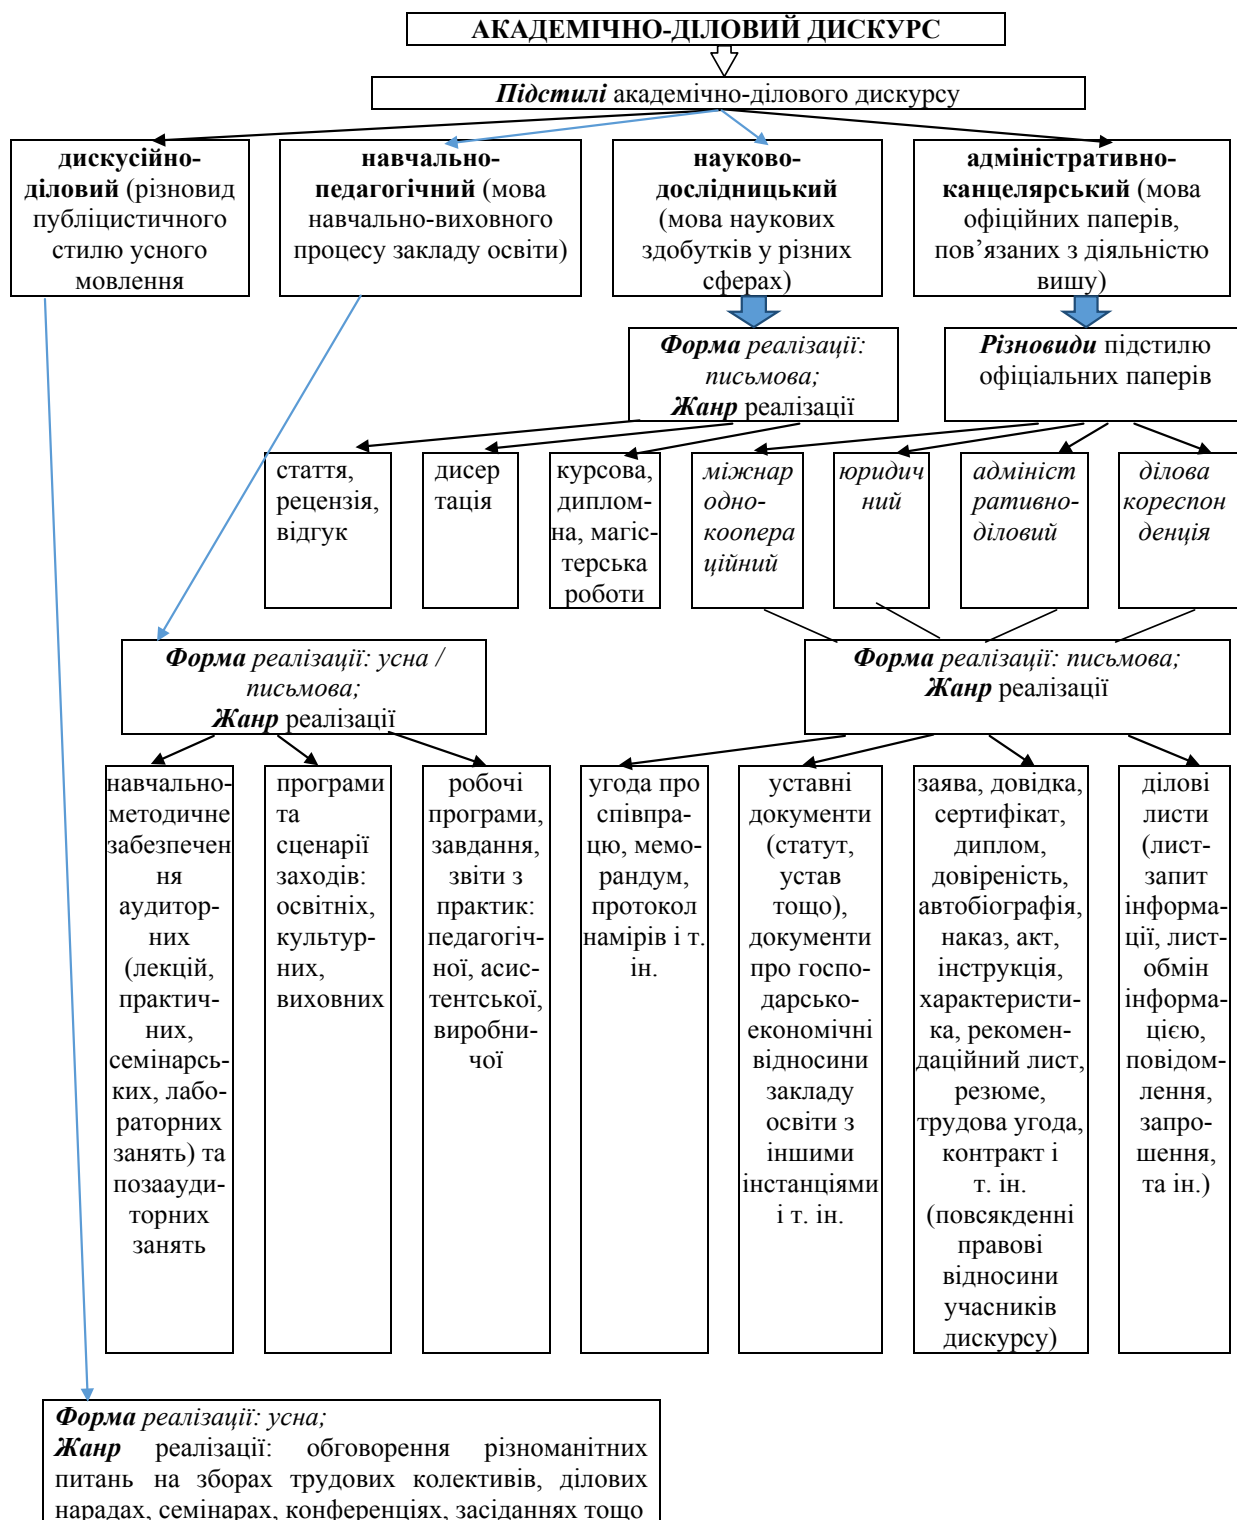 АКАДЕМІЧНО-ДІЛОВИЙ ДИСКУРС
Підстилі академічно-ділового дискурсу
дискусійно-
діловий (різновид
публіцистичного
стилю усного
мовлення
навчально-
педагогічний (мова
навчально-виховного
процесу закладу освіти)
науково-
дослідницький
(мова наукових
здобутків у різних
сферах)
адміністративно-
канцелярський (мова
офіційних паперів,
пов’язаних з діяльністю
вишу)
Форма реалізації:
письмова;
Жанр реалізації
Різновиди підстилю
офіціальних паперів
стаття,
рецензія,
відгук
дисер
тація
курсова,
диплом-
на, магіс-
терська
роботи
міжнар
одно-
коопера
ційний
юридич
ний
адмініст
ративно-
діловий
ділова
кореспон
денція
Форма реалізації: усна /
письмова;
Жанр реалізації
Форма реалізації: письмова;
Жанр реалізації
навчально-
методичне
забезпечен
ня
аудитор-
них
(лекцій,
практич-
них,
семінарсь-
ких, лабо-
раторних
занять) та
позаауди-
торних
занять
програми
та
сценарії
заходів:
освітніх,
культур-
них,
виховних
робочі
програми,
завдання,
звіти з
практик:
педагогіч-
ної, асис-
тентської,
виробни-
чої
угода про
співпра-
цю, мемо-
рандум,
протокол
намірів і т.
ін.
уставні
документи
(статут,
устав
тощо),
документи
про госпо-
дарсько-
економічні
відносини
закладу
освіти з
іншими
інстанціями
і т. ін.
заява, довідка,
сертифікат,
диплом,
довіреність,
автобіографія,
наказ, акт,
інструкція,
характеристи-
ка, рекомен-
даційний лист,
резюме,
трудова угода,
контракт і
т. ін.
(повсякденні
правові
відносини
учасників
дискурсу)
ділові
листи
(лист-
запит
інформа-
ції, лист-
обмін
інформа-
цією,
повідом-
лення,
запро-
шення,
та ін.)
Форма реалізації: усна;
Жанр реалізації: обговорення різноманітних
питань на зборах трудових колективів, ділових
нарадах, семінарах, конференціях, засіданнях тощо